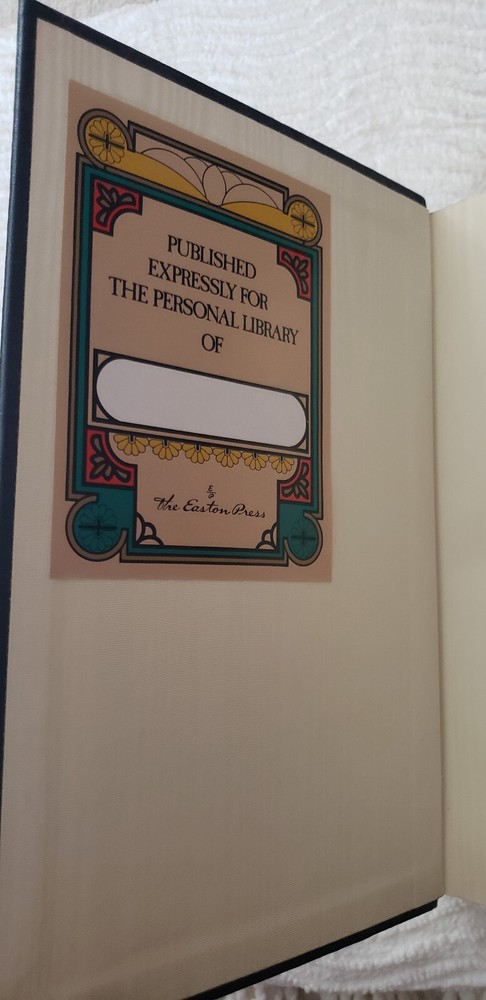 PUBLISHED
EXPRESSLY FOR
THE PERSONAL LIBRARY
OF
E
P
The Easton Press